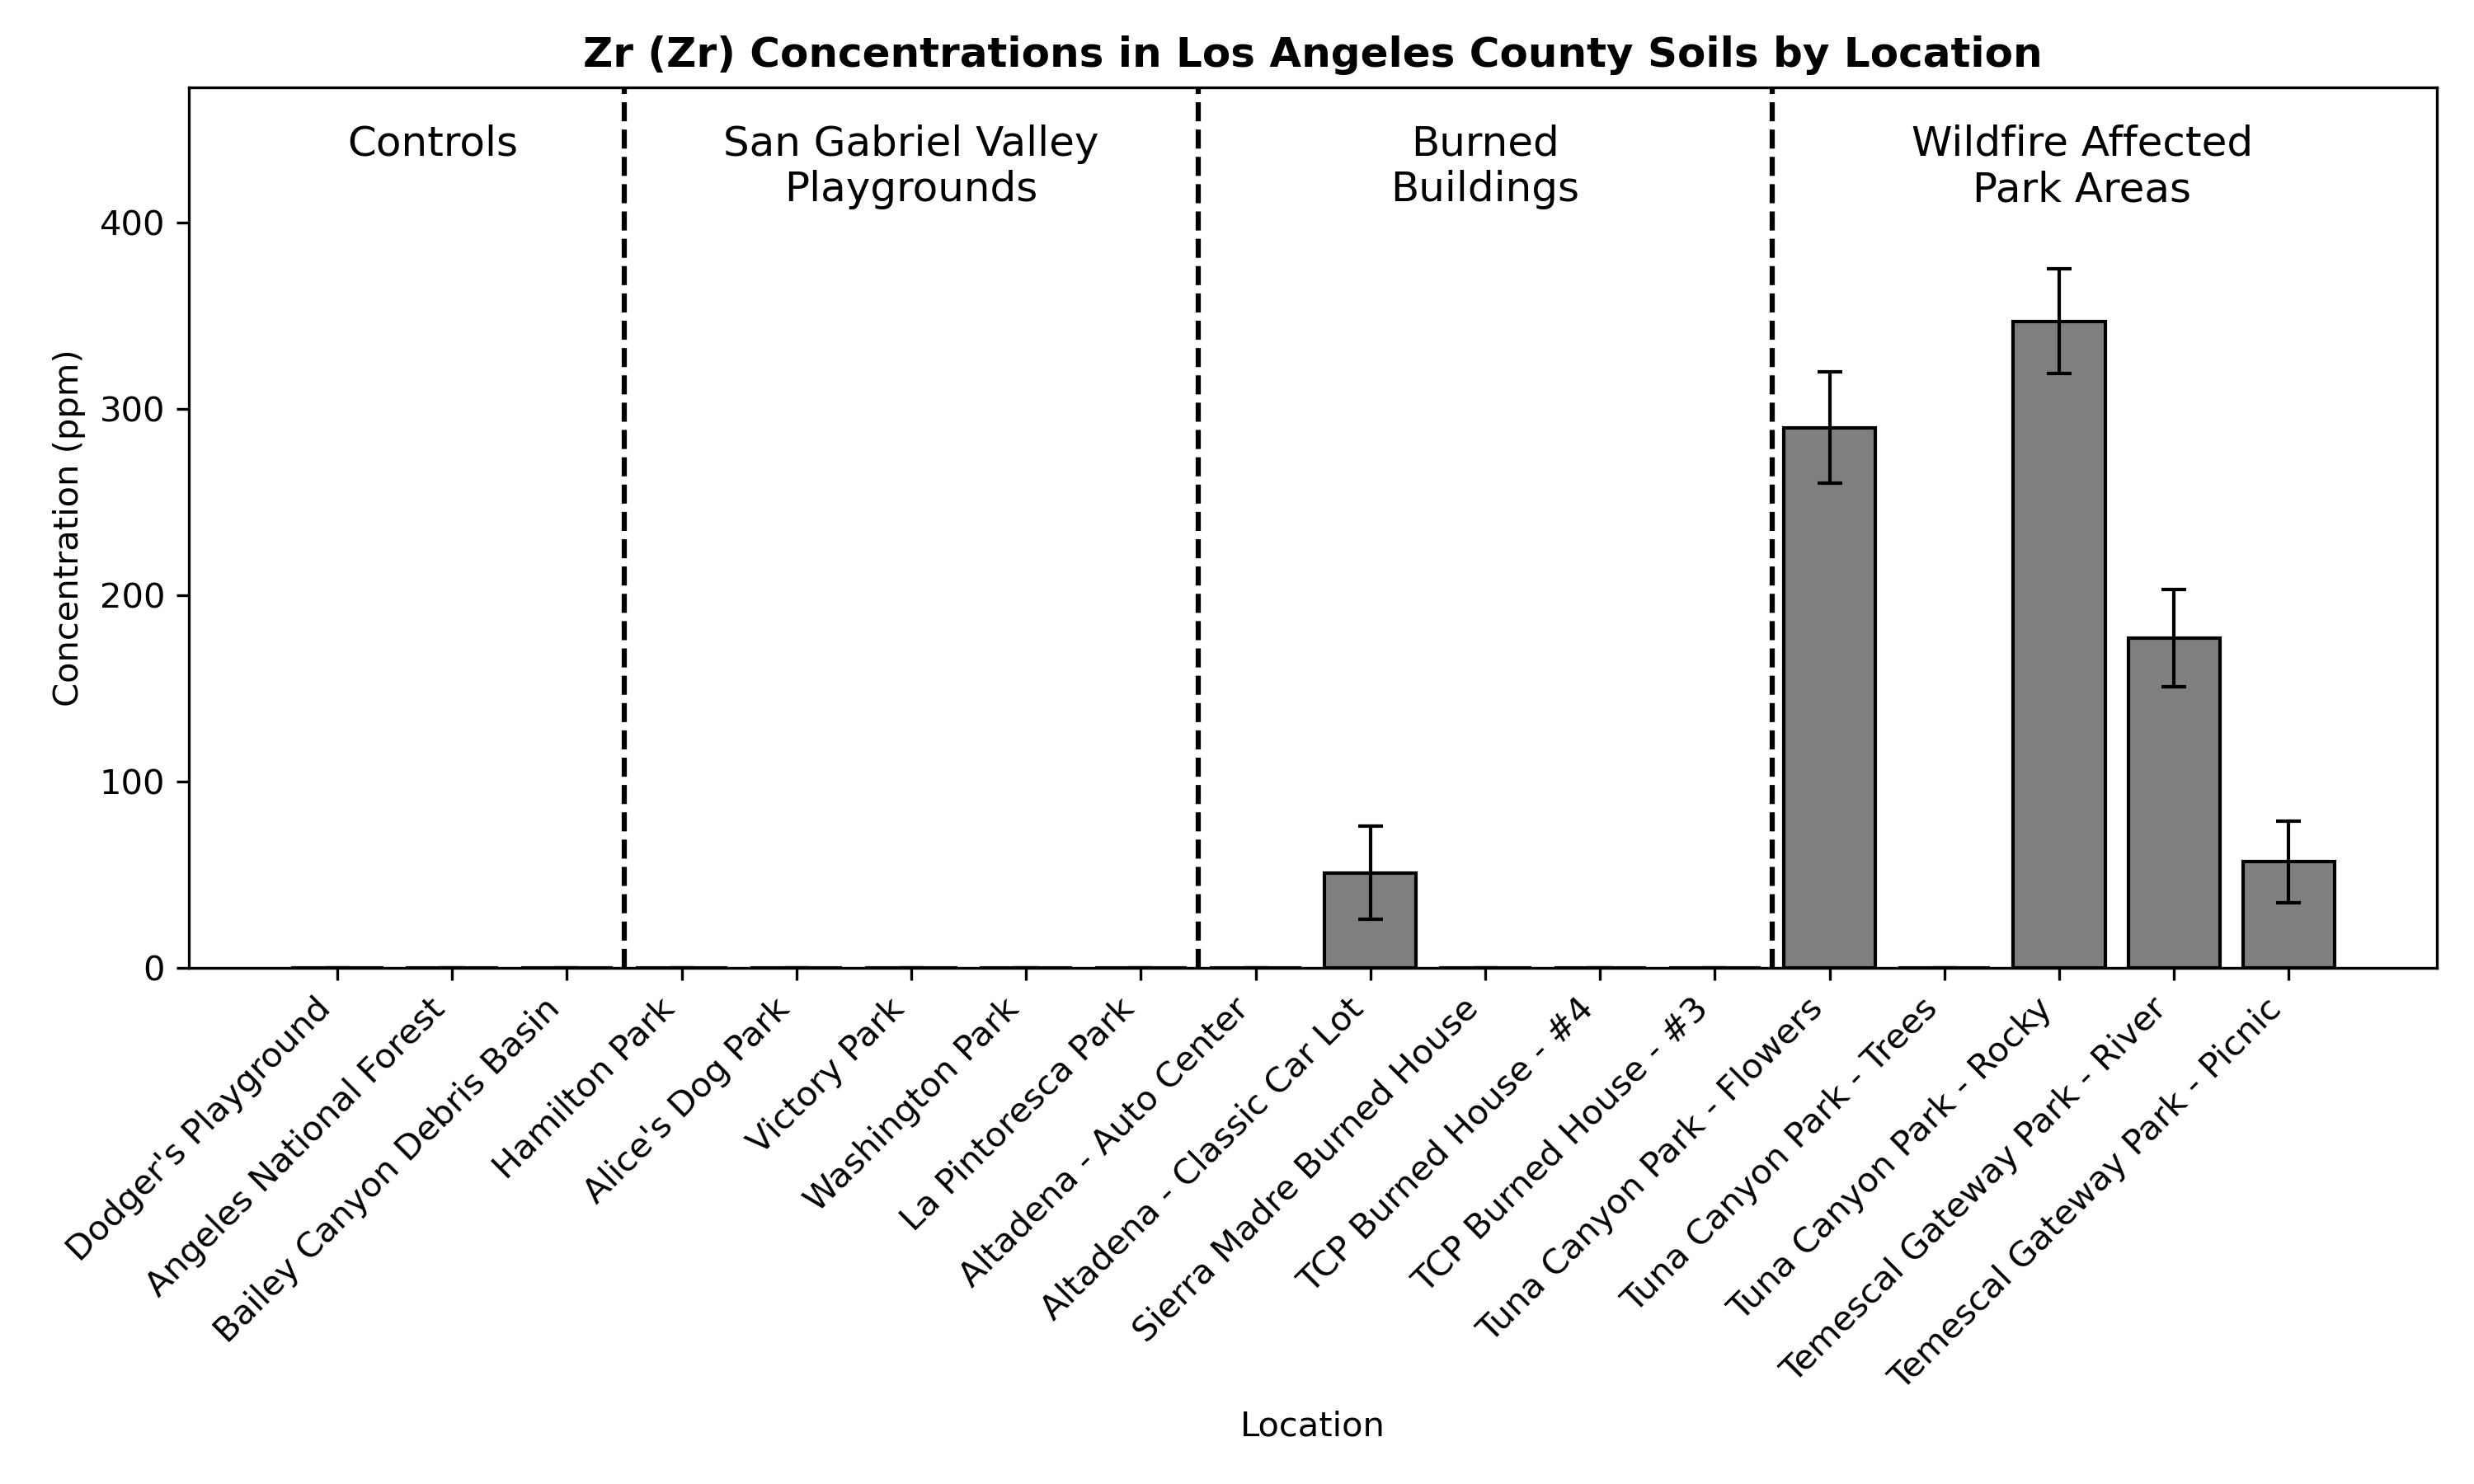 Zr (Zr) Concentrations in Los Angeles County Soils by Location
Controls
San Gabriel Valley
Playgrounds
Burned
Buildings
Wildfire Affected
Park Areas
Concentration (ppm)
400
300
200
100
0
Dodger's Playground
Angeles National Forest
Bailey Canyon Debris Basin
Hamilton Park
Alice's Dog Park
Victory Park
Washington Park
La Pintoresca Park
Altadena - Auto Center
Altadena - Classic Car Lot
Sierra Madre Burned House
TCP Burned House - #4
TCP Burned House - #3
Tuna Canyon Park - Flowers
Tuna Canyon Park - Trees
Tuna Canyon Park - Rocky
Temescal Gateway Park - River
Temescal Gateway Park - Picnic
Location